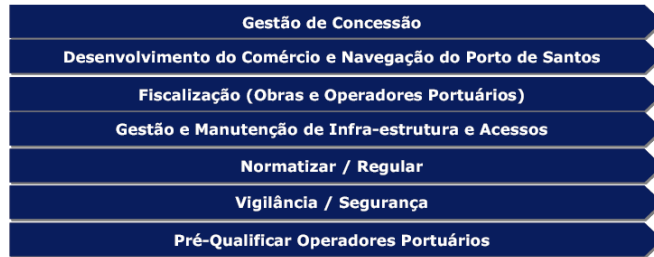 Gestão de Concessão
Desenvolvimento do Comércio e Navegação do Porto de Santos
Fiscalização (Obras e Operadores Portuários)
Gestão e Manutenção de Infra-estrutura e Acessos
Normatizar / Regular
Vigilância / Segurança
Pré-Qualificar Operadores Portuários